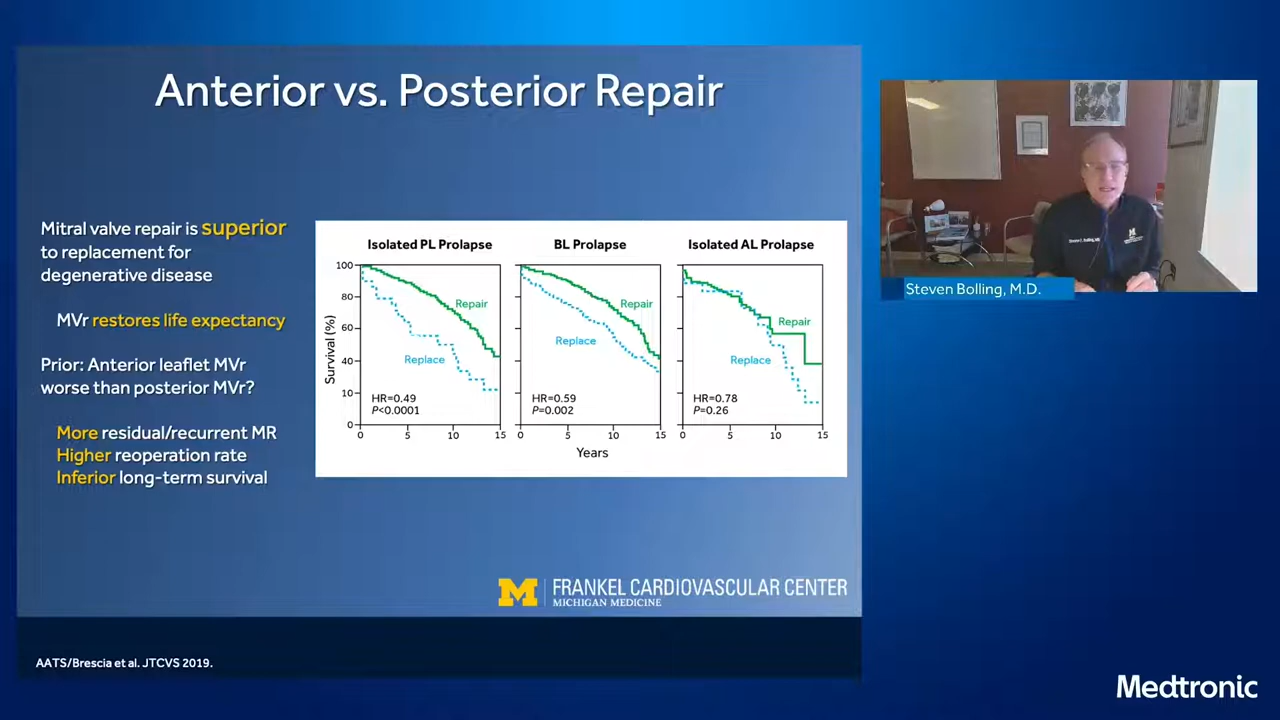 Anterior vs. Posterior Repair
Mitral valve repair is superior
to replacement for
degenerative disease
MVr restores life expectancy
Prior: Anterior leaflet MVr
worse than posterior MVr?
More residual/recurrent MR
Higher reoperation rate
Inferior long-term survival
Survival (%)
Isolated PL Prolapse
100
80
60
40
10
0
Repair
Replace
HR=0.49
P<0.0001
0 5 10 15
BL Prolapse
Repair
Replace
HR=0.59
P=0.002
0 5 10 15
Isolated AL Prolapse
Repair
Replace
HR=0.78
P=0.26
0 5 10 15
Years
M FRANKEL CARDIOVASCULAR CENTER
MICHIGAN MEDICINE
AATS/Brescia et al. JTCVS 2019.
Steven Bolling, M.D.
Medtronic